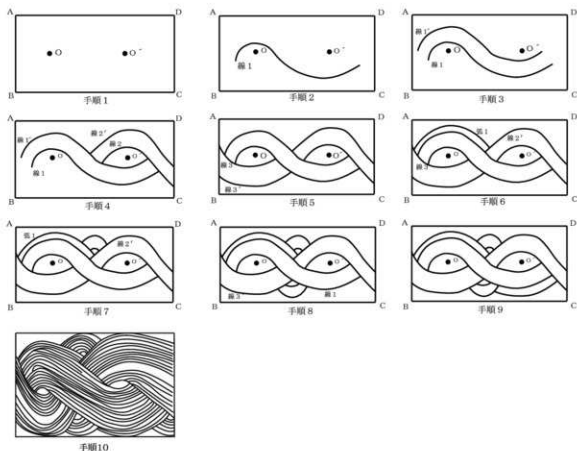 A D
O O´
B C
手順1
A D
O O´
線1
B C
手順2
A D
線1′
O O´
線1
B C
手順3
A D
線1′ 線2′
線2
O O
線1
B C
手順4
A D
O O´
線3
線3′
B C
手順5
A D
弧1 線2′
O O
線3
B C
手順6
A D
弧1 線2′
O O
B C
手順7
A D
O O
線3′ 線1
B C
手順8
A D
O O
B C
手順9
手順10